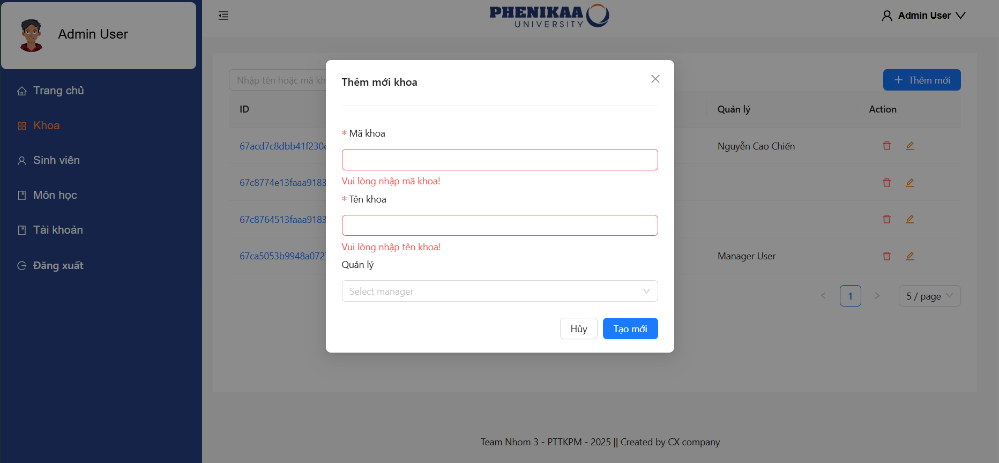 Admin User
Trang chủ
Khoa
Sinh viên
Môn học
Tài khoản
Đăng xuất
PHENIKAA
UNIVERSITY
Admin User
Nhập tên hoặc mã
Thêm mới
ID
Quản lý
Action
67acd7c8dbb41f230
Nguyễn Cao Chiến
67c8774e13faaa9183
67c8764513faaa9183
67ca5053b9948a072
Manager User
1
5 / page
Thêm mới khoa
* Mã khoa
Vui lòng nhập mã khoa!
* Tên khoa
Vui lòng nhập tên khoa!
Quản lý
Select manager
Hủy
Tạo mới
Team Nhom 3 - PTTKPM - 2025 || Created by CX company